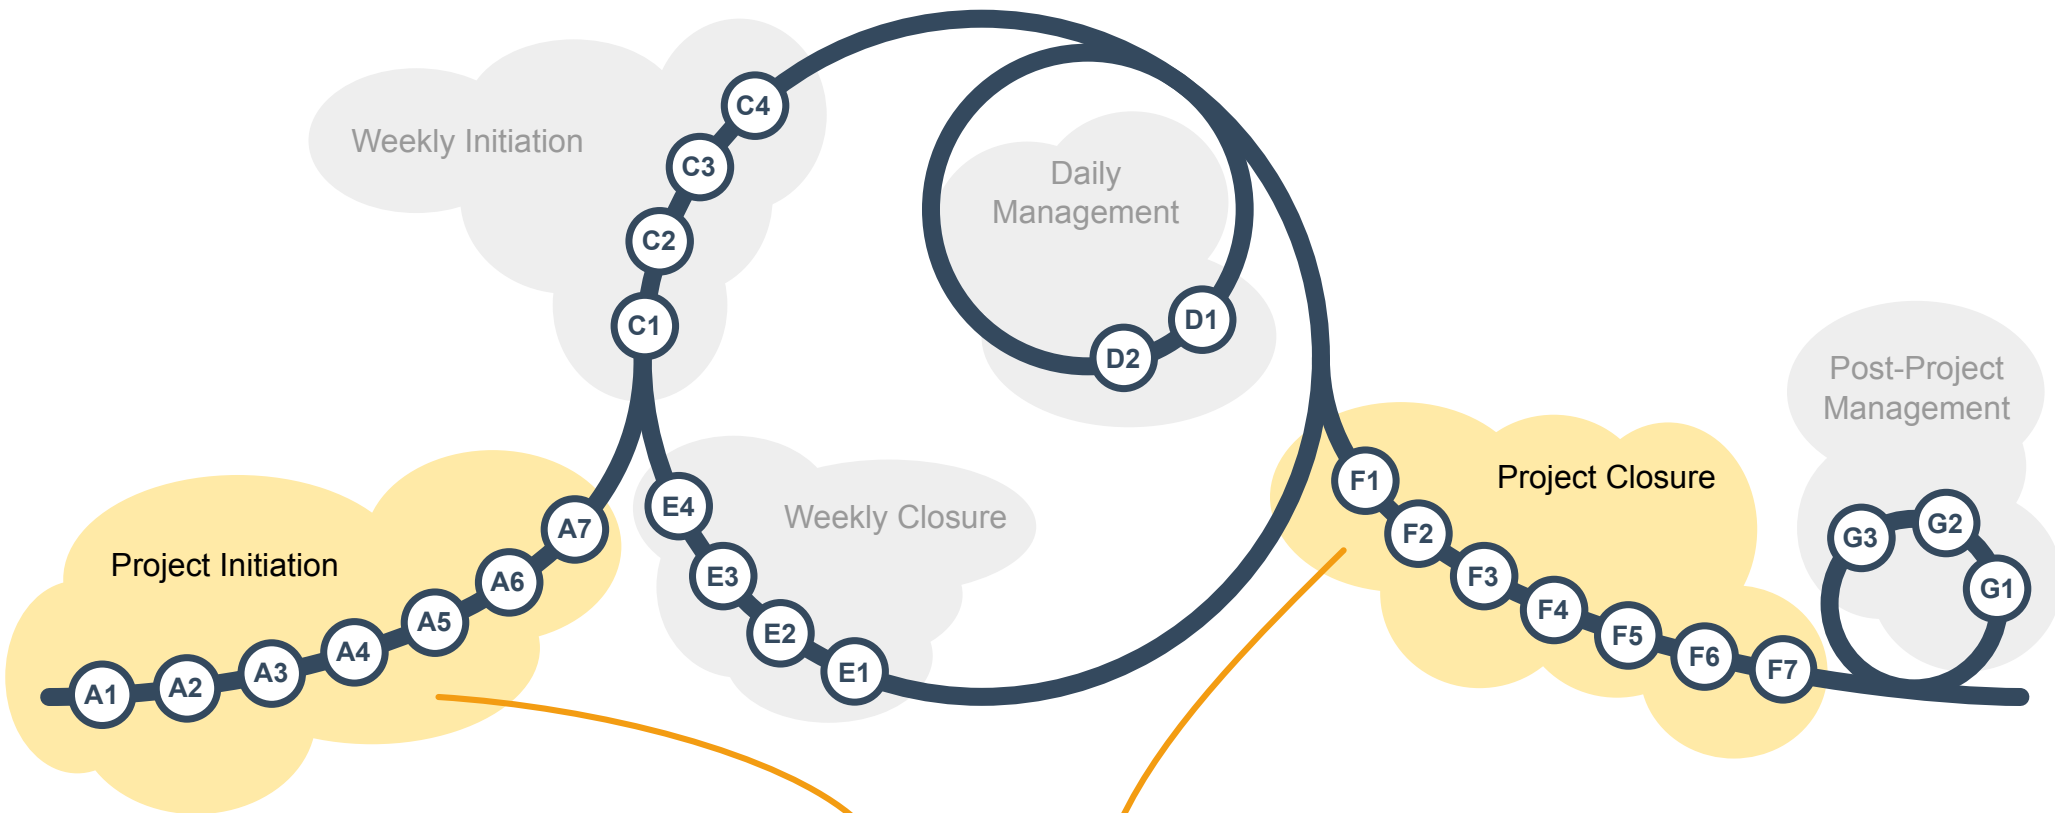 Weekly Initiation
C4
C3
C2
C1
Daily
Management
D1
D2
Project Initiation
A1
A2
A3
A4
A5
A6
A7
Weekly Closure
E4
E3
E2
E1
Project Closure
F1
F2
F3
F4
F5
F6
F7
Post-Project
Management
G3
G2
G1